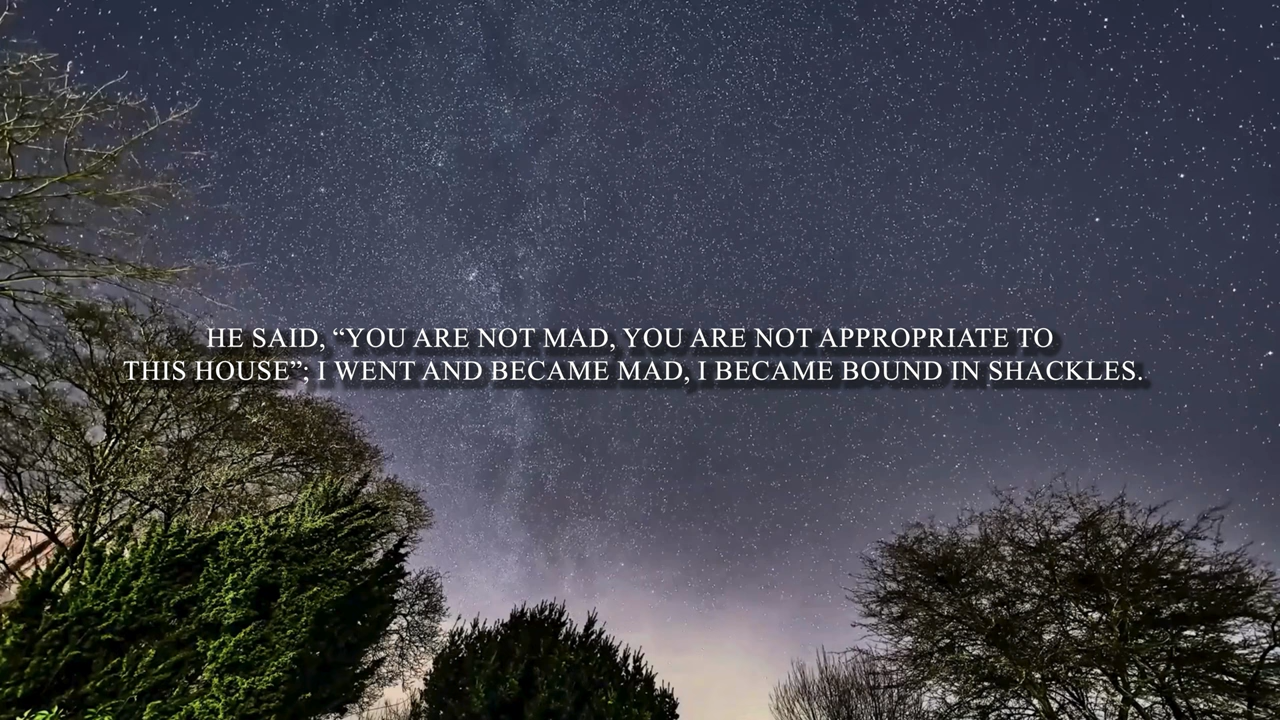 HE SAID, “YOU ARE NOT MAD, YOU ARE NOT APPROPRIATE TO
THIS HOUSE”; I WENT AND BECAME MAD, I BECAME BOUND IN SHACKLES.